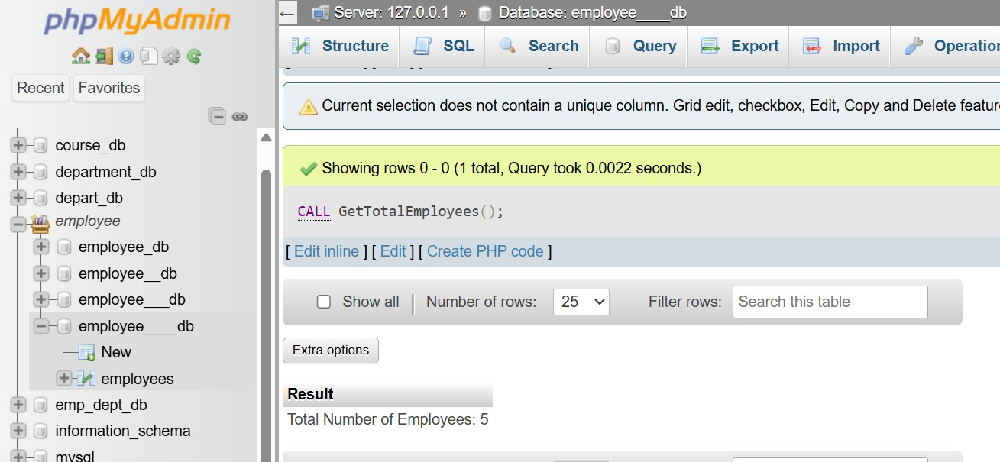 phpMyAdmin
Recent
Favorites
course_db
department_db
depart_db
employee
employee_db
employee__db
employee___db
employee____db
New
employees
emp_dept_db
information_schema
mysql
Server: 127.0.0.1 » Database: employee____db
Structure
SQL
Search
Query
Export
Import
Operation
Current selection does not contain a unique column. Grid edit, checkbox, Edit, Copy and Delete featur
Showing rows 0 - 0 (1 total, Query took 0.0022 seconds.)
CALL GetTotalEmployees();
[ Edit inline ] [ Edit ] [ Create PHP code ]
Show all | Number of rows: 25 Filter rows: Search this table
Extra options
Result
Total Number of Employees: 5